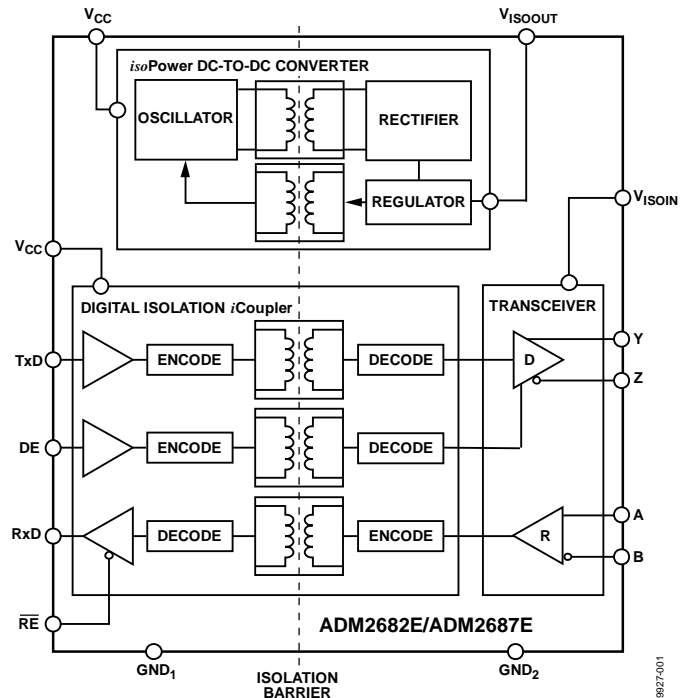 VCC
VISOOUT
isoPower DC-TO-DC CONVERTER
OSCILLATOR
RECTIFIER
REGULATOR
VISOIN
VCC
DIGITAL ISOLATION iCoupler
TRANSCEIVER
TxD
ENCODE
DECODE
D
Y
Z
DE
ENCODE
DECODE
RxD
DECODE
ENCODE
R
A
B
RE
ADM2682E/ADM2687E
GND1
ISOLATION
BARRIER
GND2
9927-001